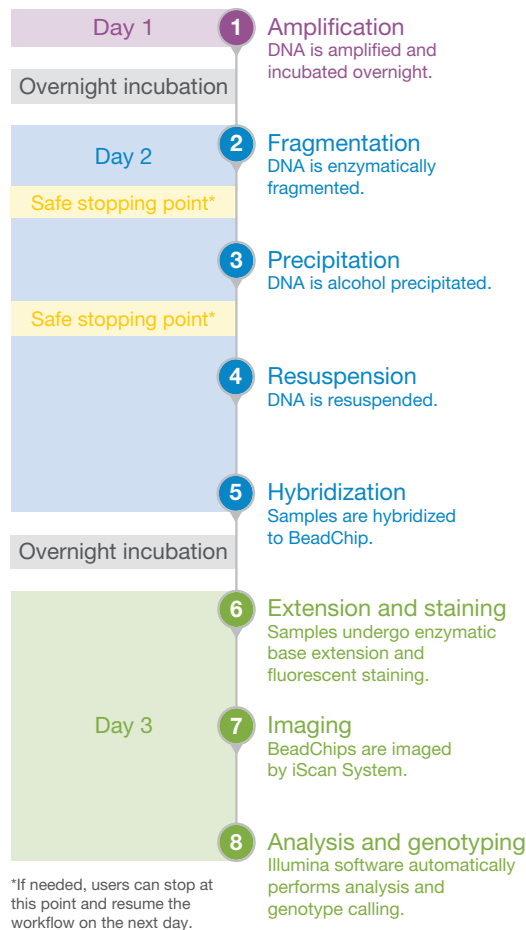 Day 1
1
Amplification
DNA is amplified and
incubated overnight.
Overnight incubation
Day 2
2
Fragmentation
DNA is enzymatically
fragmented.
Safe stopping point*
3
Precipitation
DNA is alcohol precipitated.
Safe stopping point*
4
Resuspension
DNA is resuspended.
5
Hybridization
Samples are hybridized
to BeadChip.
Overnight incubation
6
Extension and staining
Samples undergo enzymatic
base extension and
fluorescent staining.
Day 3
7
Imaging
BeadChips are imaged
by iScan System.
8
Analysis and genotyping
Illumina software automatically
performs analysis and
genotype calling.
*If needed, users can stop at
this point and resume the
workflow on the next day.